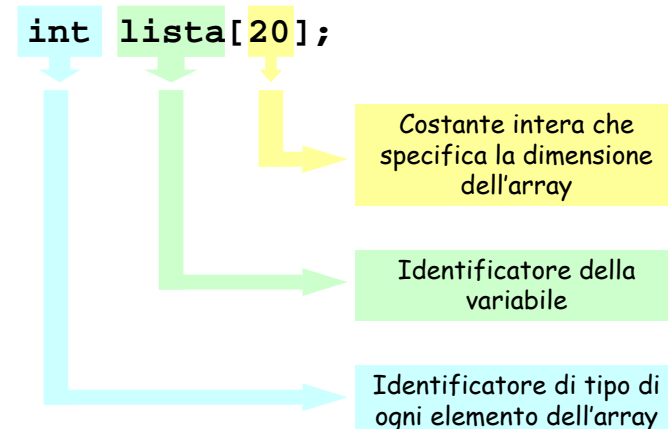 int lista[20];
Costante intera che
specifica la dimensione
dell'array
Identificatore della
variabile
Identificatore di tipo di
ogni elemento dell'array